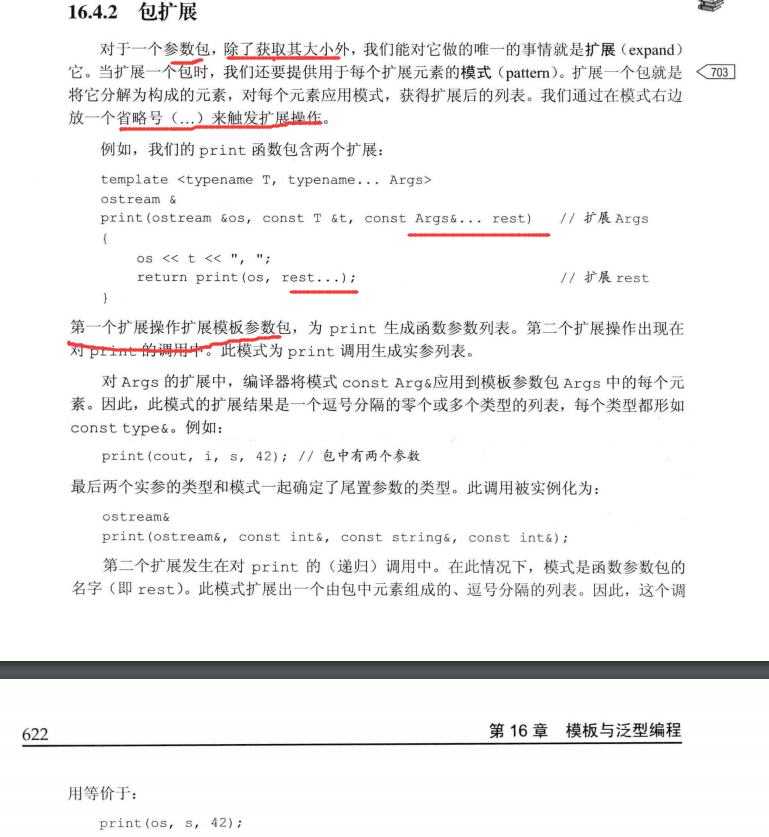 16.4.2 包扩展
对于一个参数包，除了获取其大小外，我们能对它做的唯一的事情就是扩展（expand）
它。当扩展一个包时，我们还要提供用于每个扩展元素的模式（pattern）。扩展一个包就是
703
将它分解为构成的元素，对每个元素应用模式，获得扩展后的列表。我们通过在模式右边
放一个省略号（…）来触发扩展操作。
例如，我们的 print 函数包含两个扩展：
template <typename T, typename... Args>
ostream &
print(ostream &os, const T &t, const Args&... rest) // 扩展 Args
{
os << t << ", ";
return print(os, rest...); // 扩展 rest
}
第一个扩展操作扩展模板参数包，为 print 生成函数参数列表。第二个扩展操作出现在
对 print 的调用中。此模式为 print 调用生成实参列表。
对 Args 的扩展中，编译器将模式 const Arg&应用到模板参数包 Args 中的每个元
素。因此，此模式的扩展结果是一个逗号分隔的零个或多个类型的列表，每个类型都形如
const type&。例如：
print(cout, i, s, 42); // 包中有两个参数
最后两个实参的类型和模式一起确定了尾置参数的类型。此调用被实例化为：
ostream&
print(ostream&, const int&, const string&, const int&);
第二个扩展发生在对 print 的（递归）调用中。在此情况下，模式是函数参数包的
名字（即 rest）。此模式扩展出一个由包中元素组成的、逗号分隔的列表。因此，这个调
622 第 16 章 模板与泛型编程
用等价于：
print(os, s, 42);